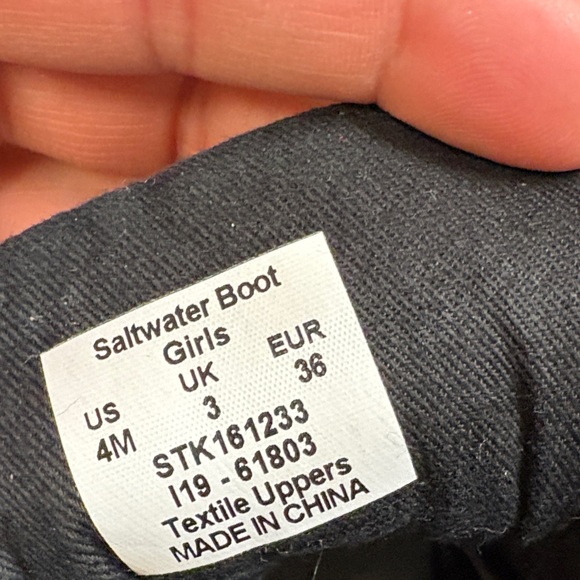 Saltwater Boot
Girls
US UK EUR
4M 3 36
STK161233
I19 - 61803
Textile Uppers
MADE IN CHINA